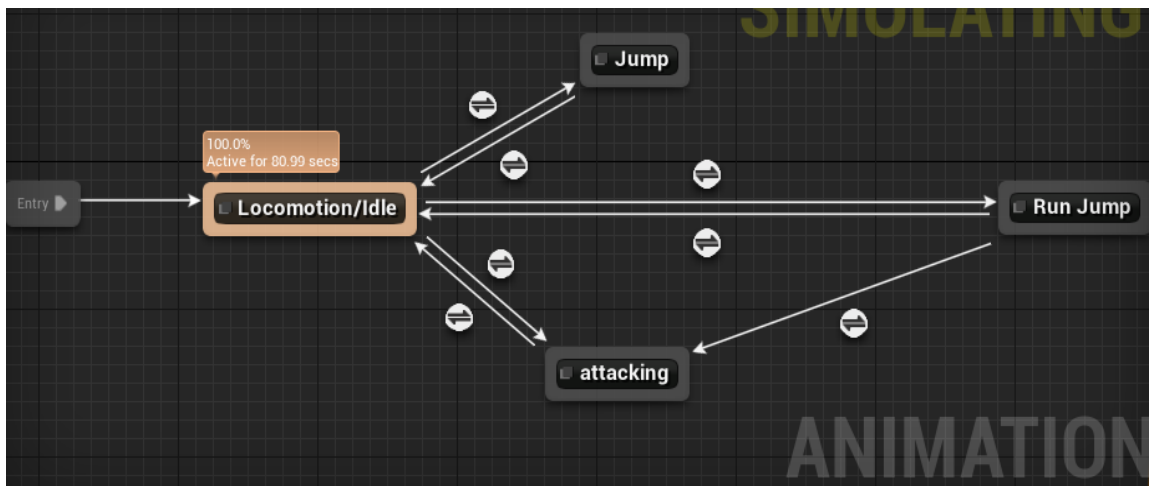 SIMULATING
Jump
100.0%
Active for 80.99 secs
Entry
Locomotion/Idle
Run Jump
attacking
ANIMATION